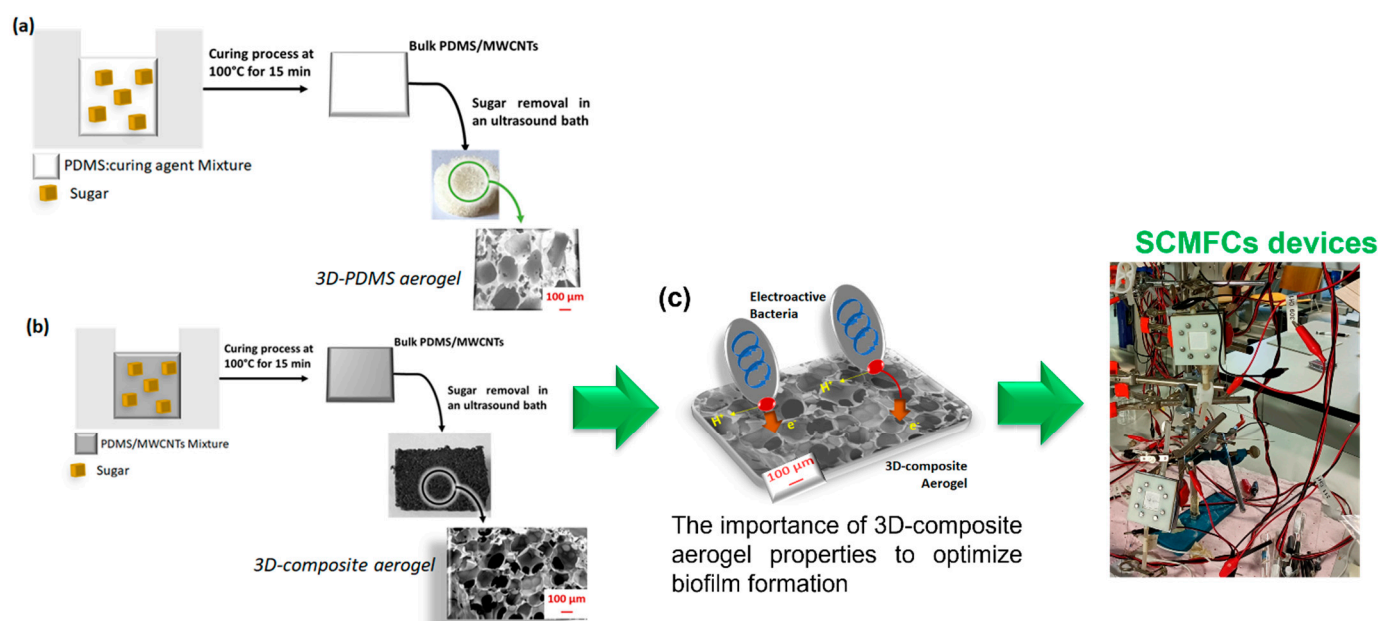 (a)
Curing process at
100°C for 15 min
Bulk PDMS/MWCNTs
Sugar removal in
an ultrasound bath
PDMS:curing agent Mixture
Sugar
3D-PDMS aerogel
100 µm
(b)
Curing process at
100°C for 15 min
Bulk PDMS/MWCNTs
Sugar removal in
an ultrasound bath
PDMS/MWCNTs Mixture
Sugar
3D-composite aerogel
100 µm
(c)
Electroactive
Bacteria
H⁺
H⁺
e⁻
e⁻
100 µm
3D-composite
Aerogel
The importance of 3D-composite
aerogel properties to optimize
biofilm formation
SCMFCs devices